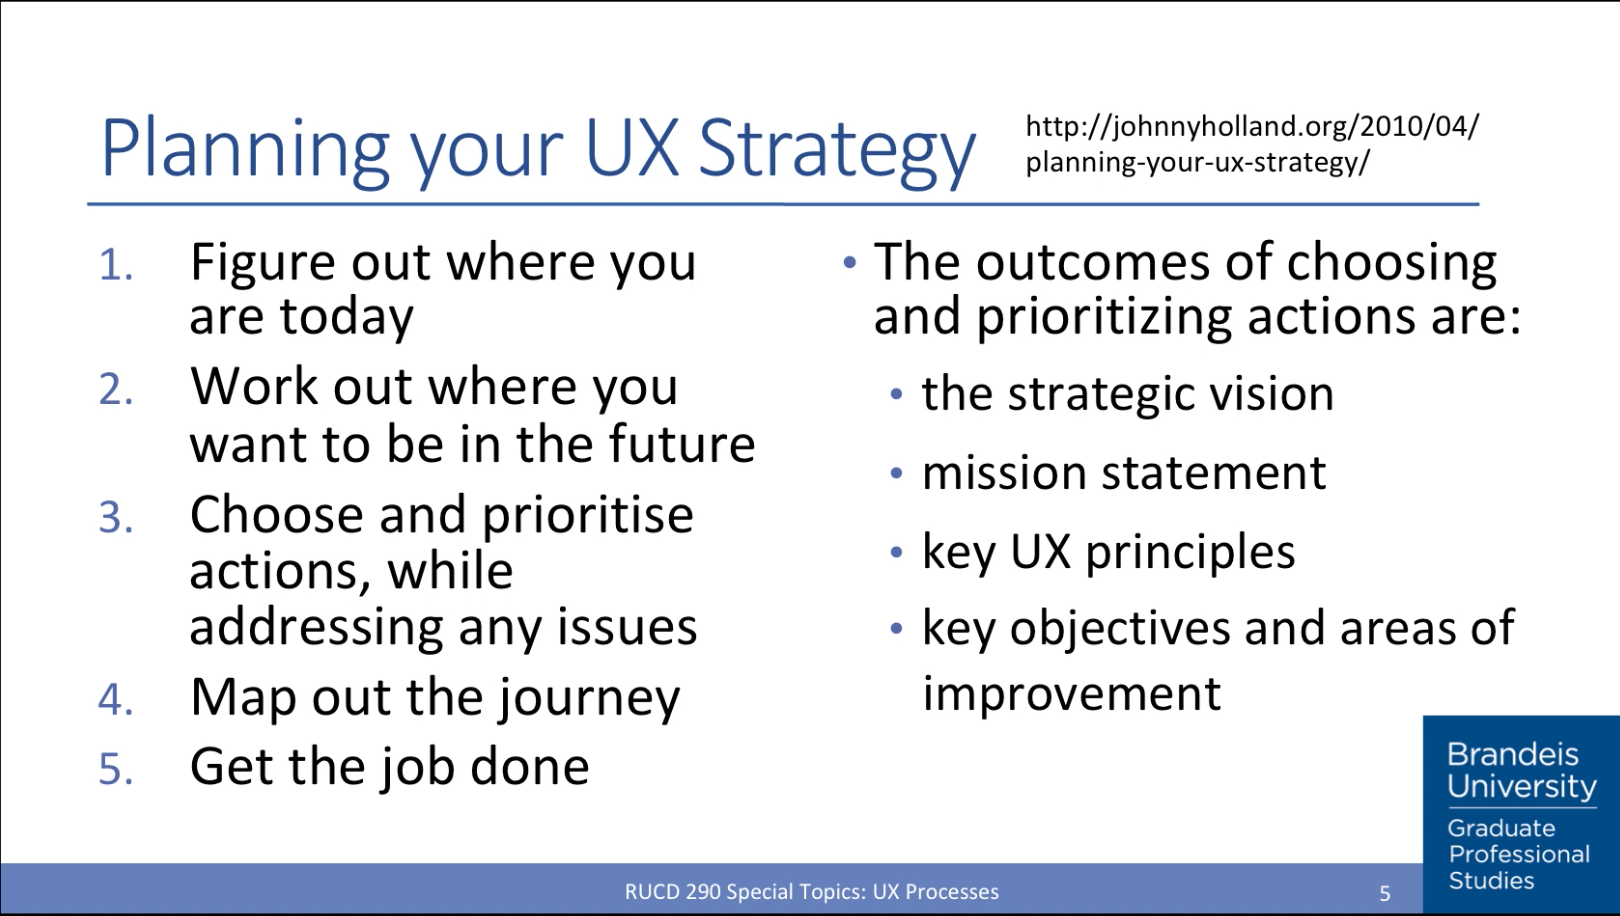 Planning your UX Strategy
http://johnnyholland.org/2010/04/
planning-your-ux-strategy/
1. Figure out where you
are today
2. Work out where you
want to be in the future
3. Choose and prioritise
actions, while
addressing any issues
4. Map out the journey
5. Get the job done
• The outcomes of choosing
and prioritizing actions are:
• the strategic vision
• mission statement
• key UX principles
• key objectives and areas of
improvement
Brandeis
University
Graduate
Professional
Studies
RUCD 290 Special Topics: UX Processes
5